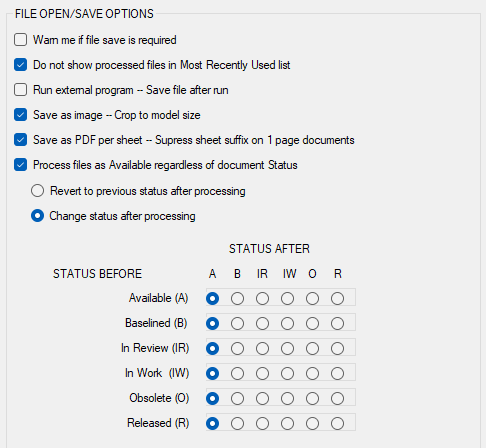 FILE OPEN/SAVE OPTIONS
Warn me if file save is required
Do not show processed files in Most Recently Used list
Run external program -- Save file after run
Save as image -- Crop to model size
Save as PDF per sheet -- Supress sheet suffix on 1 page documents
Process files as Available regardless of document Status
Revert to previous status after processing
Change status after processing
STATUS AFTER
STATUS BEFORE A B IR IW O R
Available (A)
Baselined (B)
In Review (IR)
In Work (IW)
Obsolete (O)
Released (R)